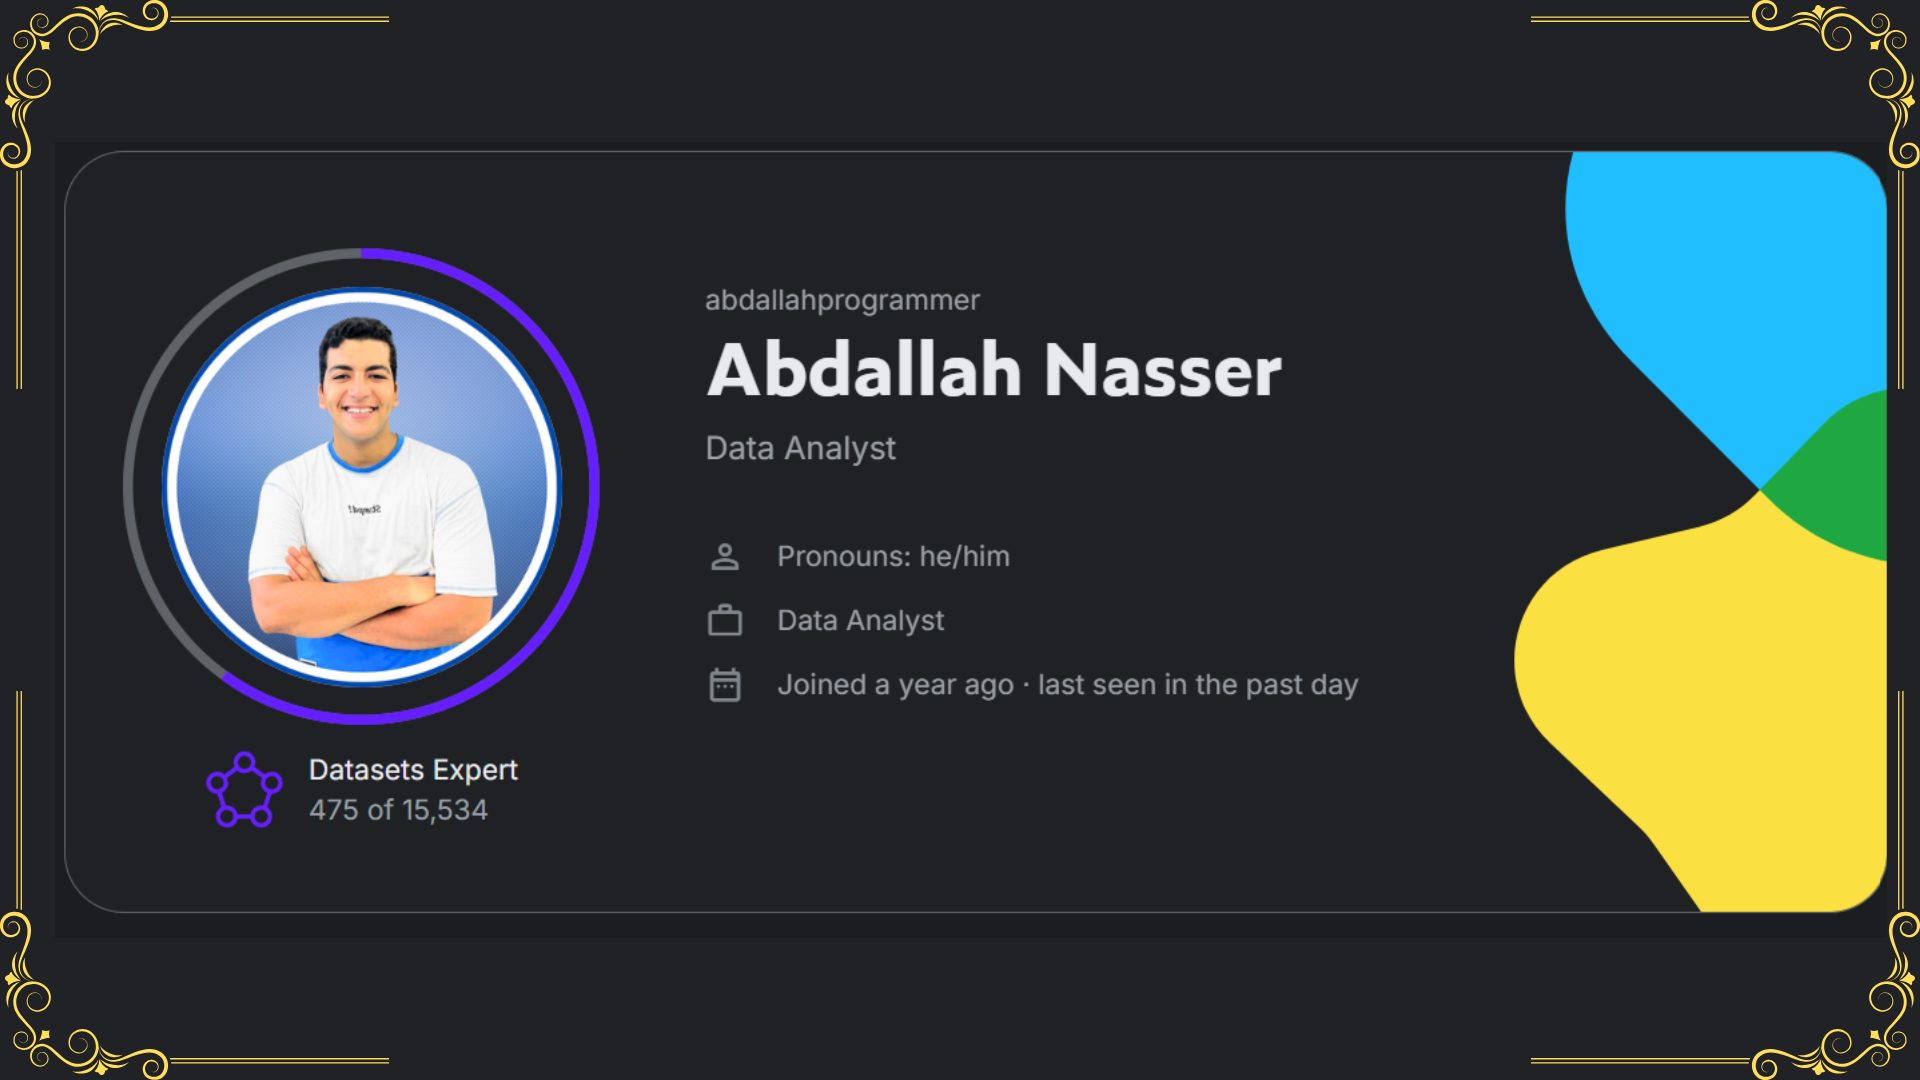 abdallahprogrammer
Abdallah Nasser
Data Analyst
Pronouns: he/him
Data Analyst
Joined a year ago · last seen in the past day
Datasets Expert
475 of 15,534